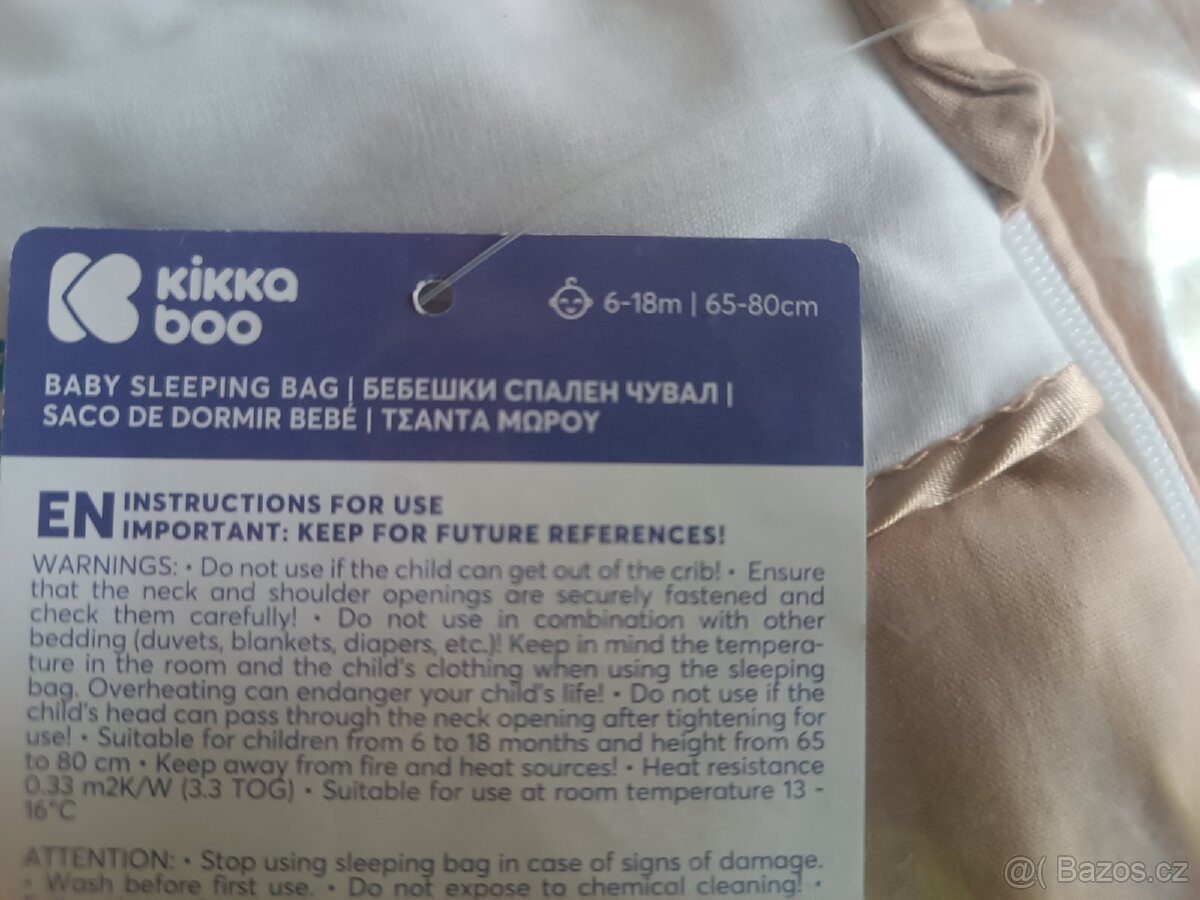 KiKKa
boo
6-18m | 65-80cm
BABY SLEEPING BAG | БЕБЕШКИ СПАЛЕН ЧУВАЛ |
SACO DE DORMIR BEBÉ | ΤΣΑΝΤΑ ΜΩΡΟΥ
EN INSTRUCTIONS FOR USE
IMPORTANT: KEEP FOR FUTURE REFERENCES!
WARNINGS: • Do not use if the child can get out of the crib! • Ensure
that the neck and shoulder openings are securely fastened and
check them carefully! • Do not use in combination with other
bedding (duvets, blankets, diapers, etc.)! Keep in mind the tempera-
ture in the room and the child's clothing when using the sleeping
bag. Overheating can endanger your child's life! • Do not use if the
child's head can pass through the neck opening after tightening for
use! • Suitable for children from 6 to 18 months and height from 65
to 80 cm • Keep away from fire and heat sources! • Heat resistance
0.33 m2K/W (3.3 TOG) • Suitable for use at room temperature 13 -
16°C
ATTENTION: • Stop using sleeping bag in case of signs of damage.
• Wash before first use. • Do not expose to chemical cleaning! •
@( Bazos.cz